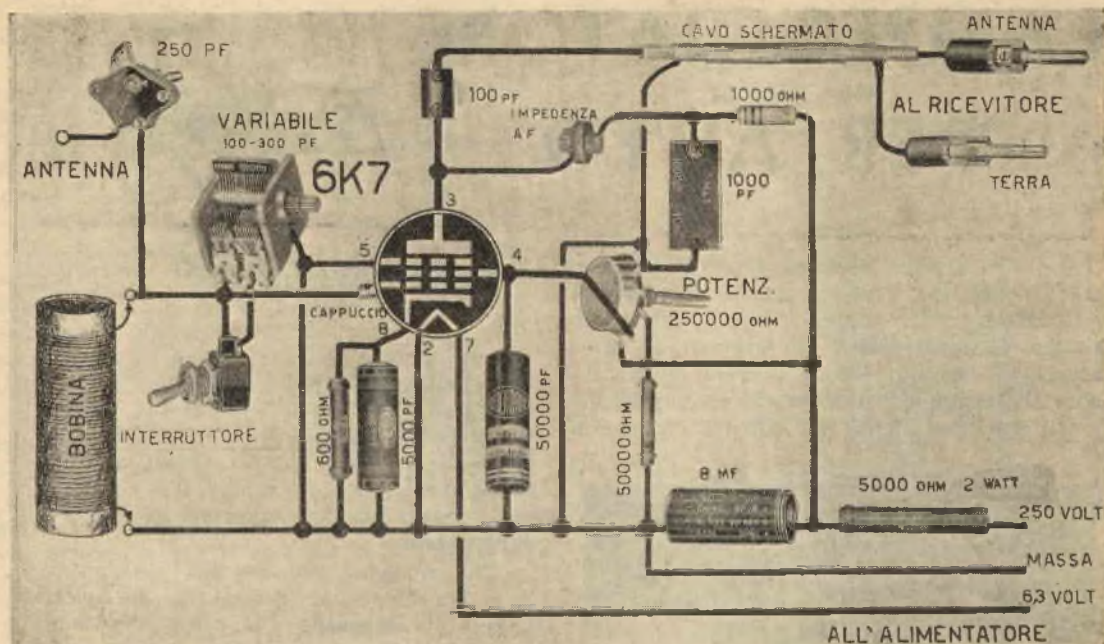 250 PF
CAVO SCHERMATO
ANTENNA
100 PF
IMPEDENZA
A F
1000 OHM
AL RICEVITORE
VARIABILE
100-300 PF
ANTENNA
6K7
TERRA
1000
PF
3
5
4
CAPPUCCIO
8
2
7
POTENZ.
250'000 OHM
BOBINA
INTERRUTTORE
600 OHM
5000 PF
50000 PF
50000 OHM
8 MF
5000 OHM 2 WATT
250 VOLT
MASSA
6,3 VOLT
ALL'ALIMENTATORE